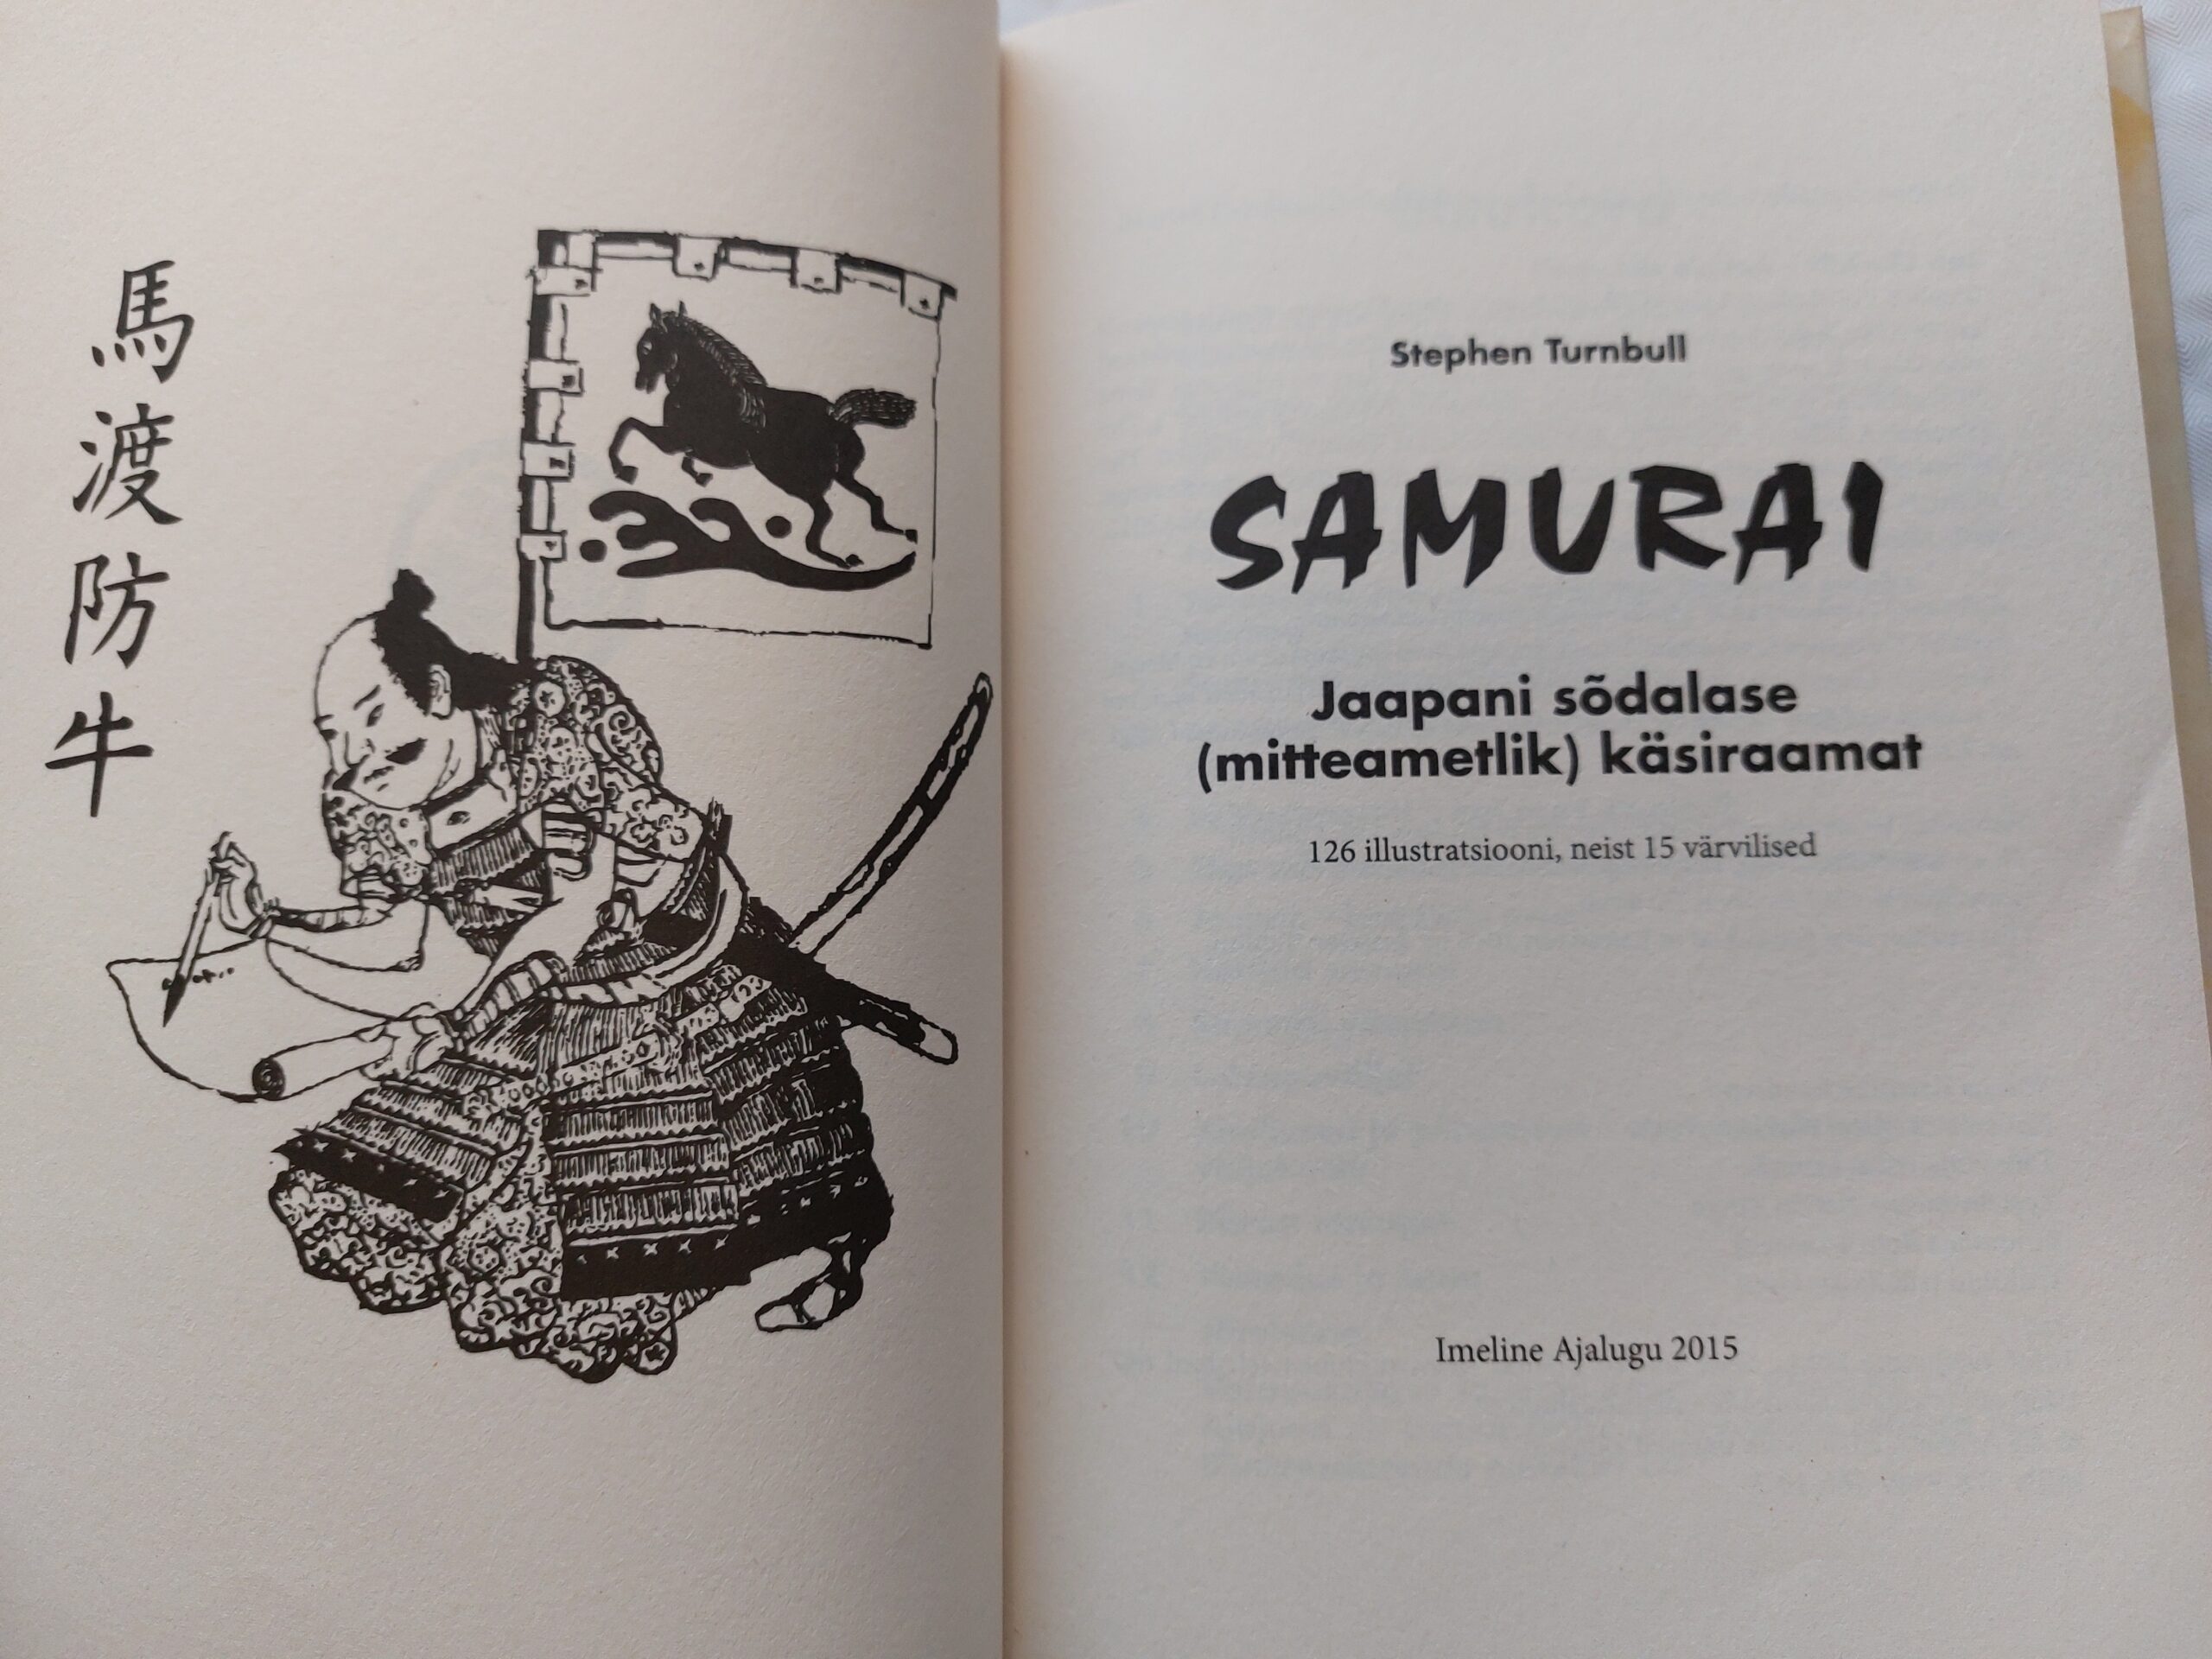 馬渡防牛
Stephen Turnbull
SAMURAI
Jaapani sõdalase
(mitteametlik) käsiraamat
126 illustratsiooni, neist 15 värvilised
Imeline Ajalugu 2015